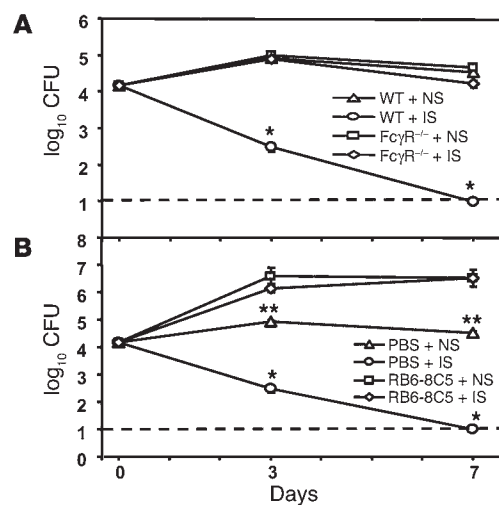 A
6
5
4
3
2
1
log₁₀ CFU
*
*
WT + NS
WT + IS
FcγR⁻/⁻ + NS
FcγR⁻/⁻ + IS
B
8
7
6
5
4
3
2
1
0
log₁₀ CFU
**
**
*
*
PBS + NS
PBS + IS
RB6-8C5 + NS
RB6-8C5 + IS
0
3
7
Days